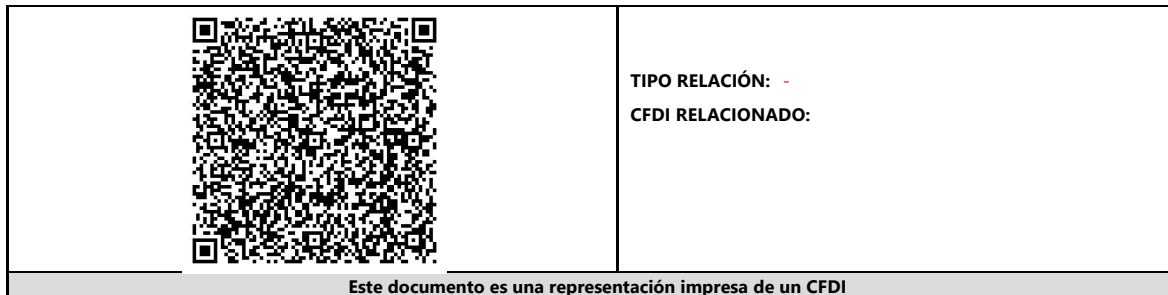 TIPO RELACIÓN: -
CFDI RELACIONADO:
Este documento es una representación impresa de un CFDI